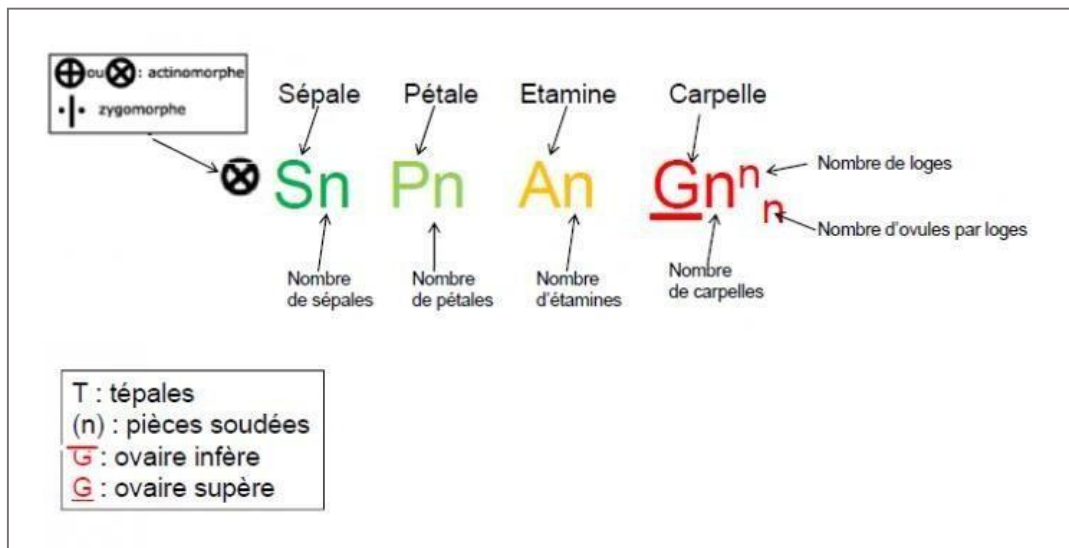 ⊕ou⊗: actinomorphe
·|· zygomorphe
Sépale Pétale Etamine Carpelle
⊗ Sn Pn An G̲nⁿₙ
Nombre de loges
Nombre d'ovules par loges
Nombre
de sépales
Nombre
de pétales
Nombre
d'étamines
Nombre
de carpelles
T : tépales
(n) : pièces soudées
G̅ : ovaire infère
G̲ : ovaire supère